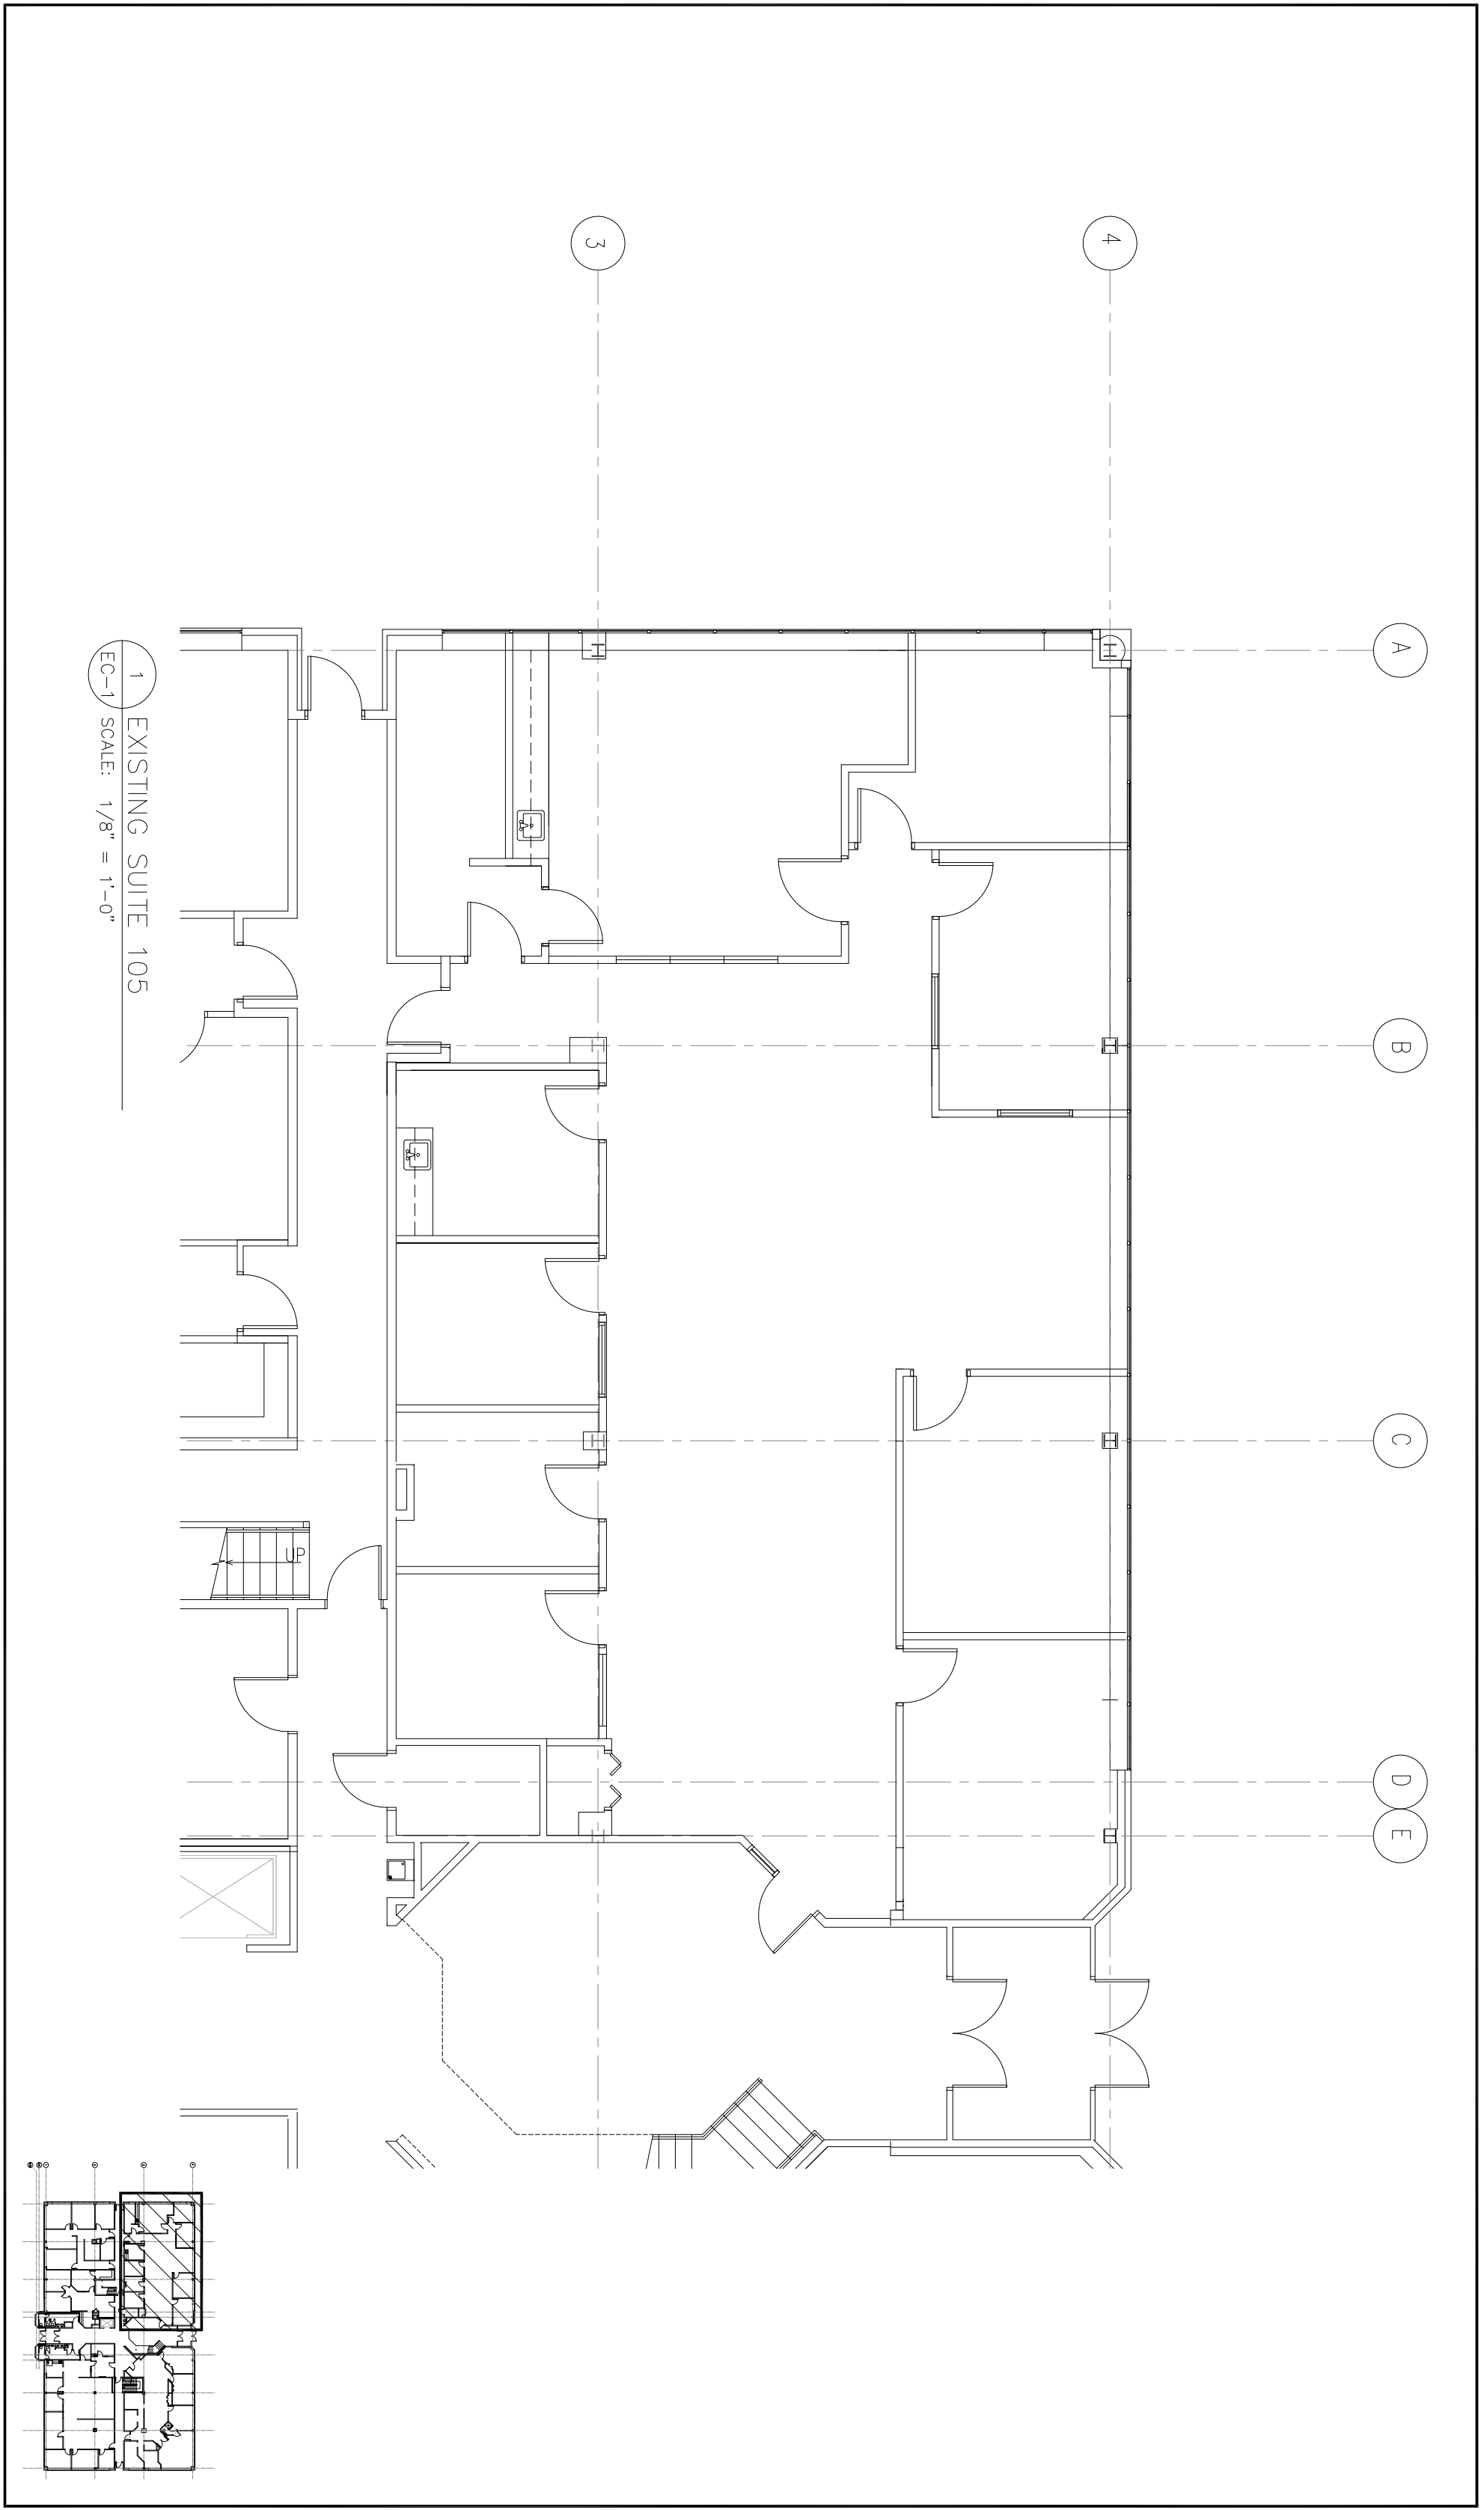 3
4
A
B
C
D
E
UP
1
EC-1
EXISTING SUITE 105
SCALE: 1/8" = 1'-0"